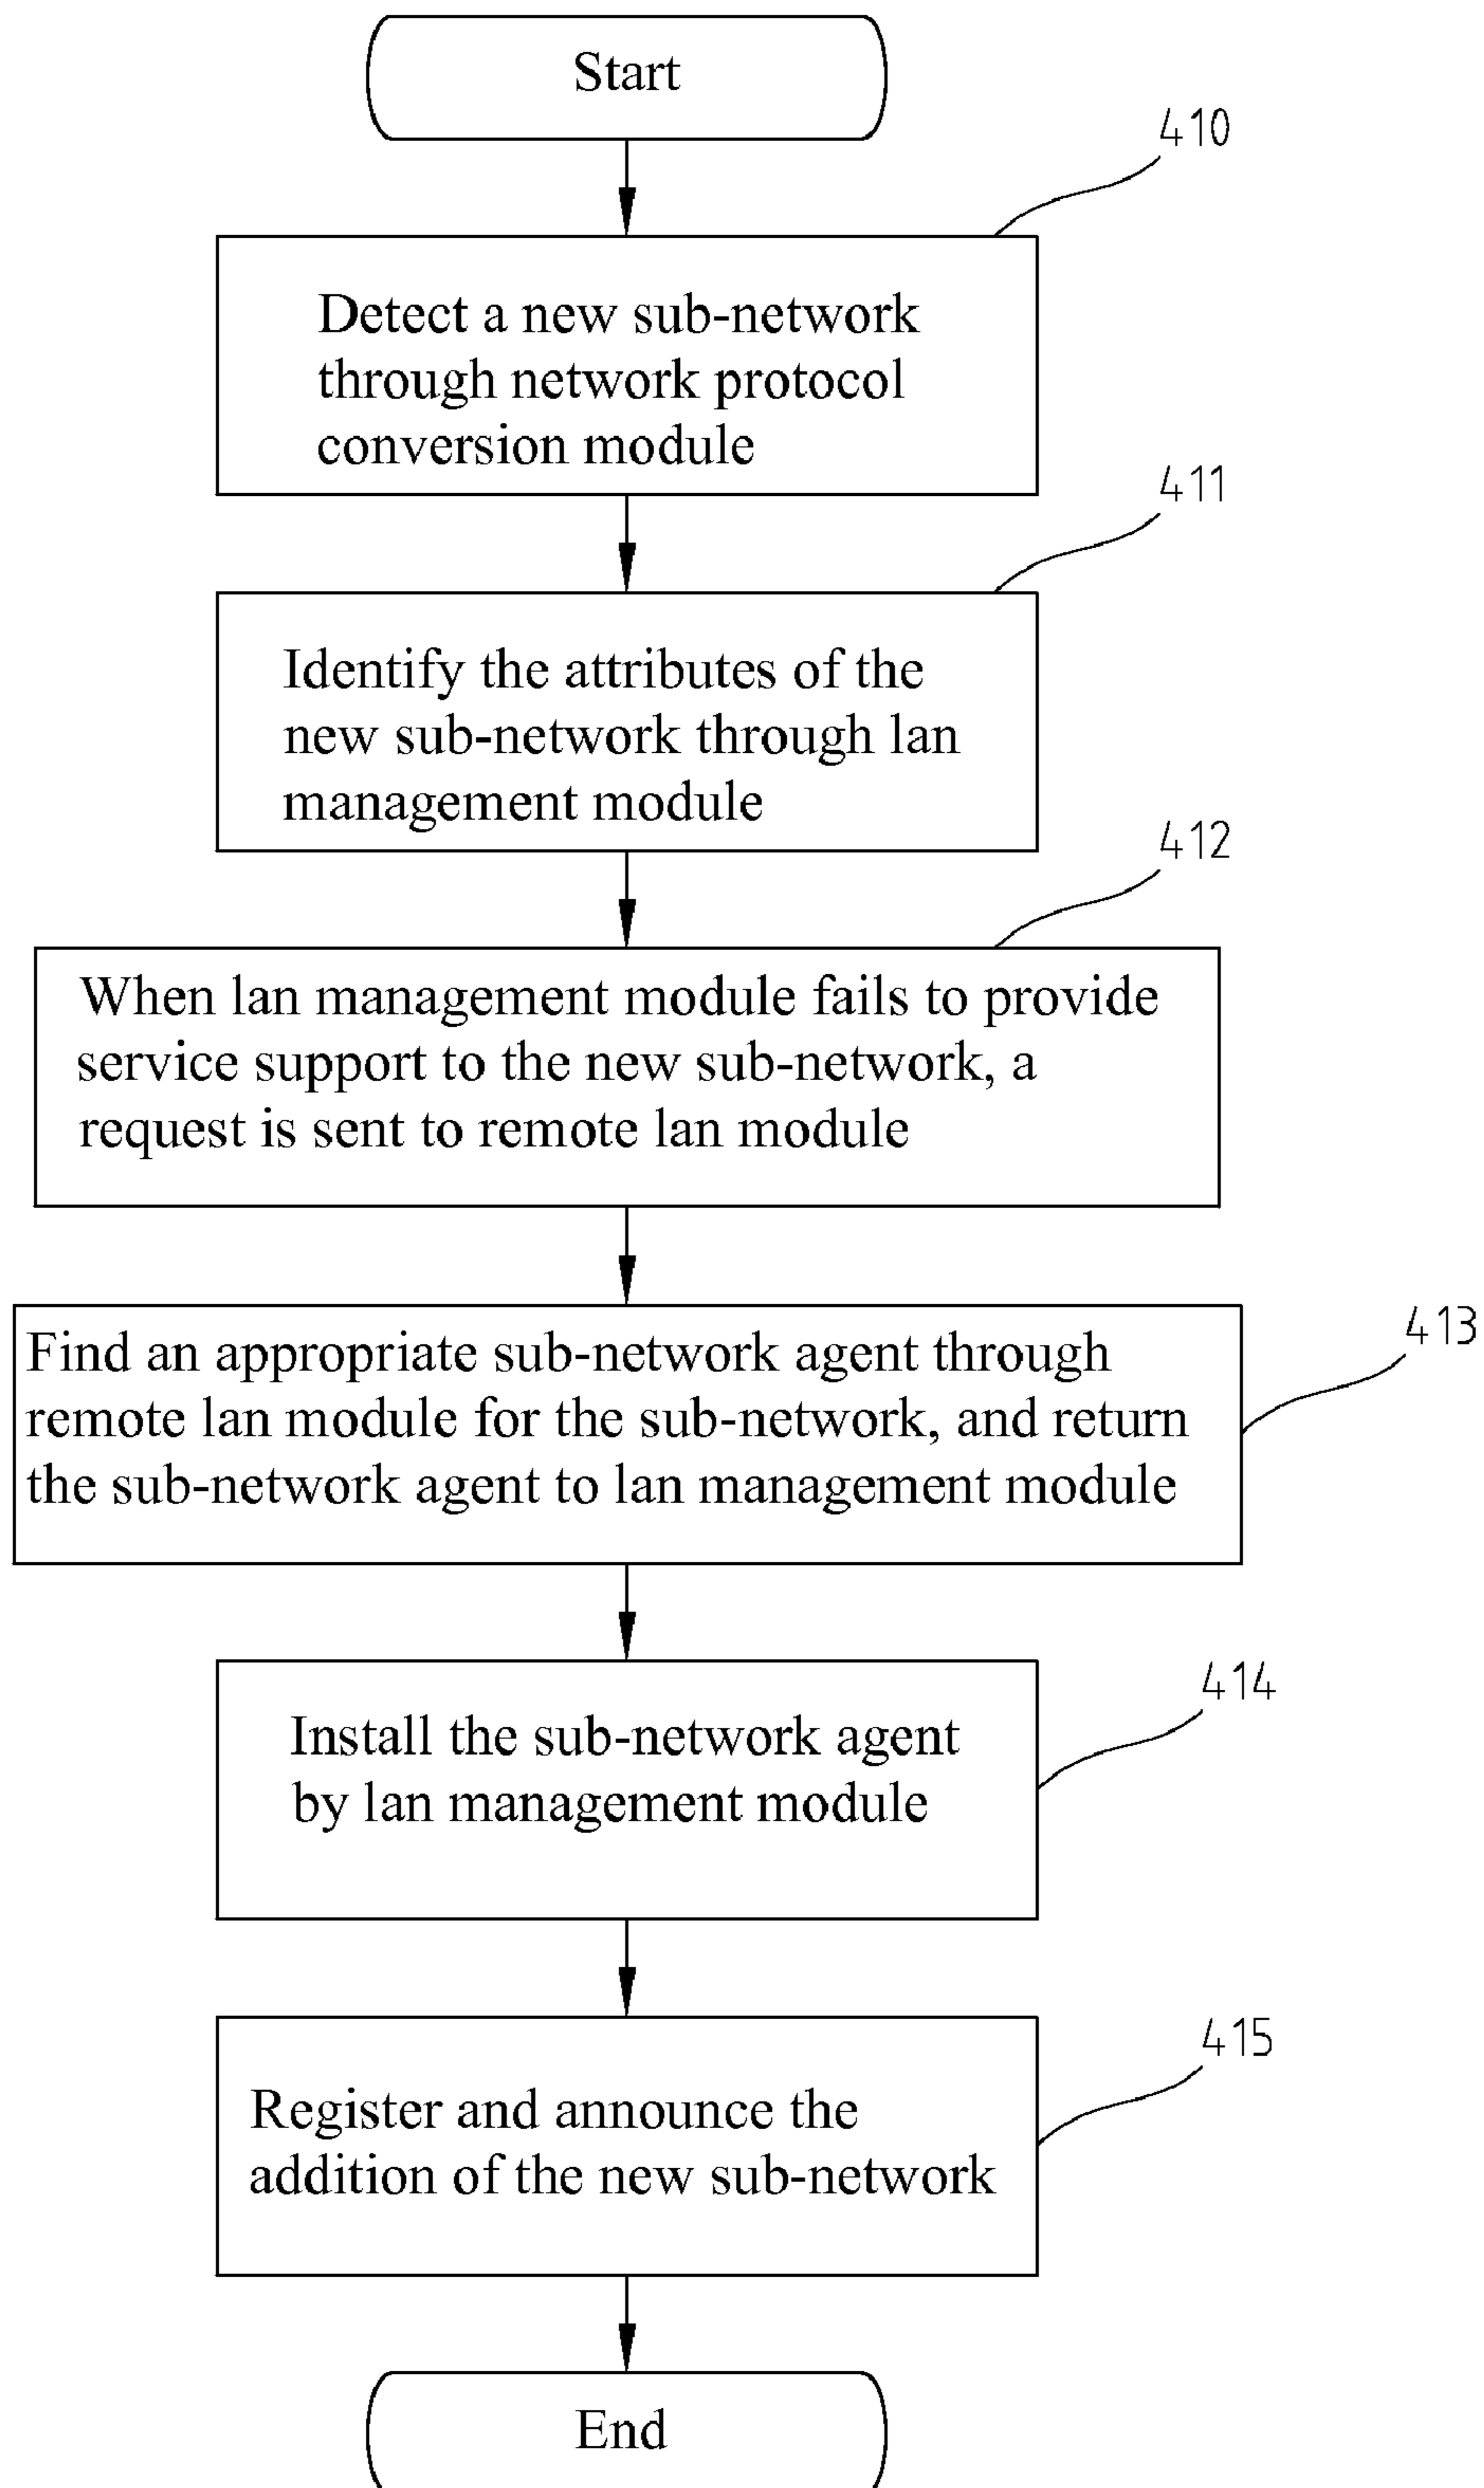 Start
410
Detect a new sub-network
through network protocol
conversion module
411
Identify the attributes of the
new sub-network through lan
management module
412
When lan management module fails to provide
service support to the new sub-network, a
request is sent to remote lan module
413
Find an appropriate sub-network agent through
remote lan module for the sub-network, and return
the sub-network agent to lan management module
414
Install the sub-network agent
by lan management module
415
Register and announce the
addition of the new sub-network
End